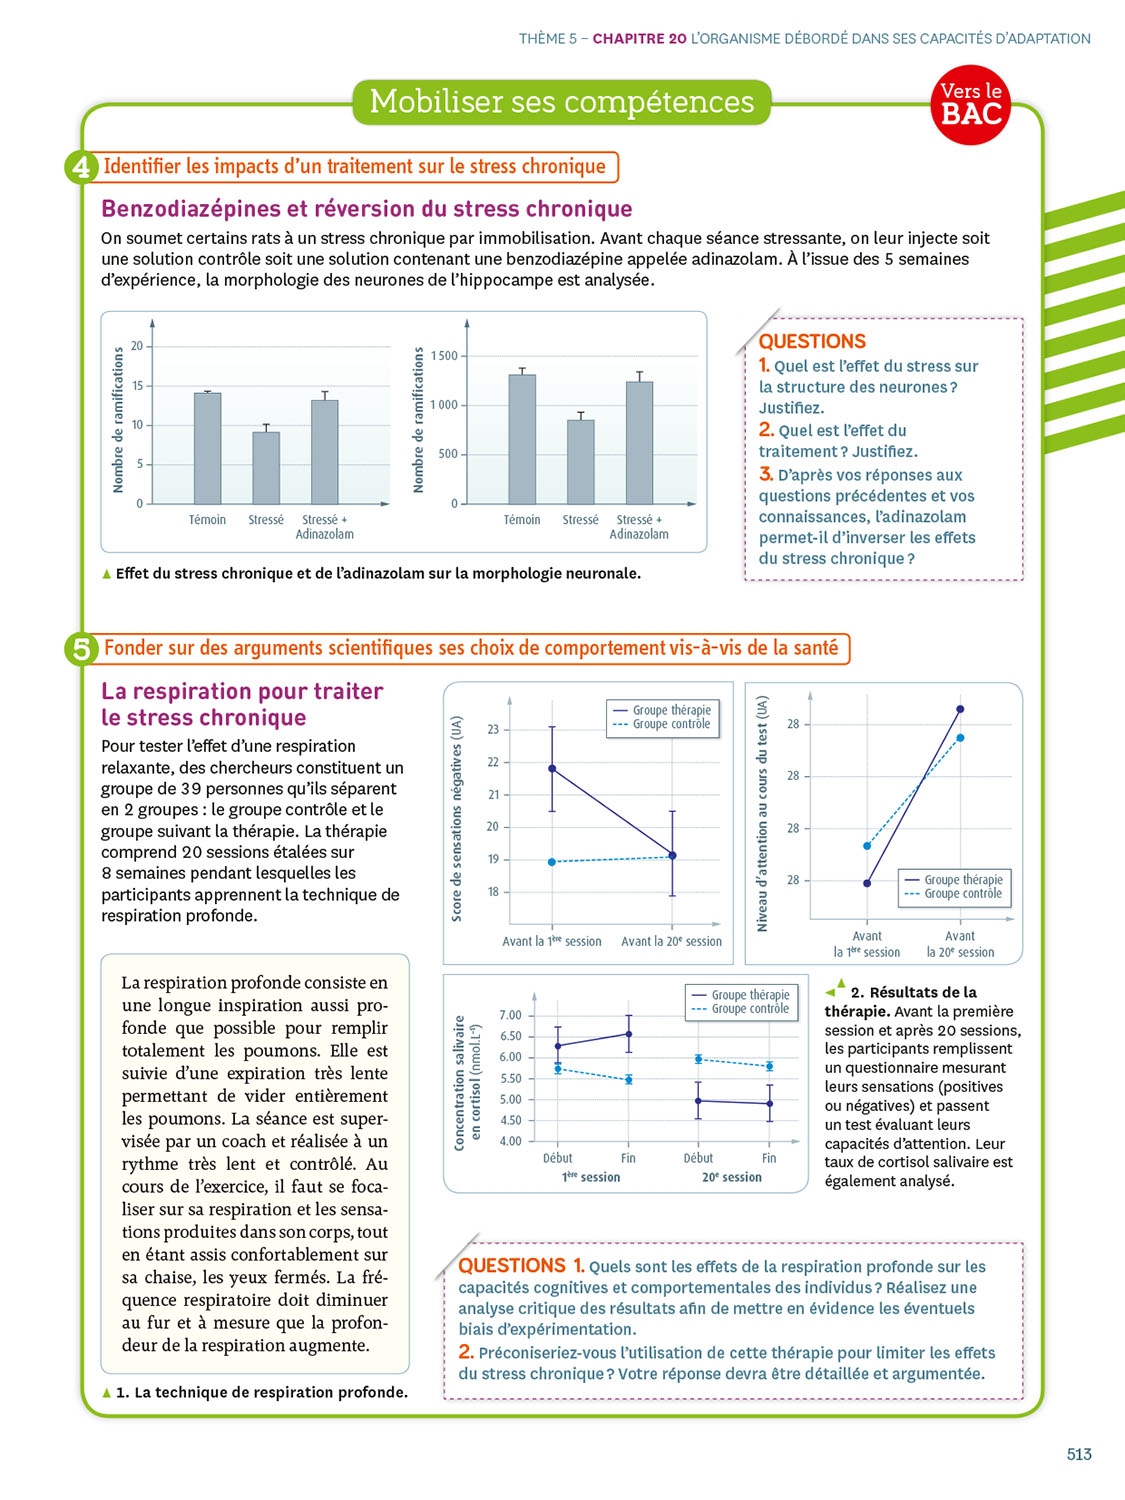 THÈME 5 – CHAPITRE 20 L'ORGANISME DÉBORDÉ DANS SES CAPACITÉS D'ADAPTATION
Mobiliser ses compétences
Vers le
BAC
4 Identifier les impacts d'un traitement sur le stress chronique
Benzodiazépines et réversion du stress chronique
On soumet certains rats à un stress chronique par immobilisation. Avant chaque séance stressante, on leur injecte soit
une solution contrôle soit une solution contenant une benzodiazépine appelée adinazolam. À l'issue des 5 semaines
d'expérience, la morphologie des neurones de l'hippocampe est analysée.
Nombre de ramifications
20
15
10
5
0
Témoin Stressé Stressé +
Adinazolam
Nombre de ramifications
1 500
1 000
500
0
Témoin Stressé Stressé +
Adinazolam
▲ Effet du stress chronique et de l'adinazolam sur la morphologie neuronale.
QUESTIONS
1. Quel est l'effet du stress sur
la structure des neurones ?
Justifiez.
2. Quel est l'effet du
traitement ? Justifiez.
3. D'après vos réponses aux
questions précédentes et vos
connaissances, l'adinazolam
permet-il d'inverser les effets
du stress chronique ?
5 Fonder sur des arguments scientifiques ses choix de comportement vis-à-vis de la santé
La respiration pour traiter
le stress chronique
Pour tester l'effet d'une respiration
relaxante, des chercheurs constituent un
groupe de 39 personnes qu'ils séparent
en 2 groupes : le groupe contrôle et le
groupe suivant la thérapie. La thérapie
comprend 20 sessions étalées sur
8 semaines pendant lesquelles les
participants apprennent la technique de
respiration profonde.
La respiration profonde consiste en
une longue inspiration aussi pro-
fonde que possible pour remplir
totalement les poumons. Elle est
suivie d'une expiration très lente
permettant de vider entièrement
les poumons. La séance est super-
visée par un coach et réalisée à un
rythme très lent et contrôlé. Au
cours de l'exercice, il faut se foca-
liser sur sa respiration et les sensa-
tions produites dans son corps, tout
en étant assis confortablement sur
sa chaise, les yeux fermés. La fré-
quence respiratoire doit diminuer
au fur et à mesure que la profon-
deur de la respiration augmente.
▲ 1. La technique de respiration profonde.
Score de sensations négatives (UA)
23
22
21
20
19
18
Groupe thérapie
Groupe contrôle
Avant la 1ère session Avant la 20e session
Niveau d'attention au cours du test (UA)
28
28
28
28
Groupe thérapie
Groupe contrôle
Avant
la 1ère session
Avant
la 20e session
Concentration salivaire
en cortisol (nmol.L-1)
7.00
6.50
6.00
5.50
5.00
4.50
4.00
Groupe thérapie
Groupe contrôle
Début Fin Début Fin
1ère session 20e session
◄ ▲ 2. Résultats de la
thérapie. Avant la première
session et après 20 sessions,
les participants remplissent
un questionnaire mesurant
leurs sensations (positives
ou négatives) et passent
un test évaluant leurs
capacités d'attention. Leur
taux de cortisol salivaire est
également analysé.
QUESTIONS 1. Quels sont les effets de la respiration profonde sur les
capacités cognitives et comportementales des individus ? Réalisez une
analyse critique des résultats afin de mettre en évidence les éventuels
biais d'expérimentation.
2. Préconiseriez-vous l'utilisation de cette thérapie pour limiter les effets
du stress chronique ? Votre réponse devra être détaillée et argumentée.
513